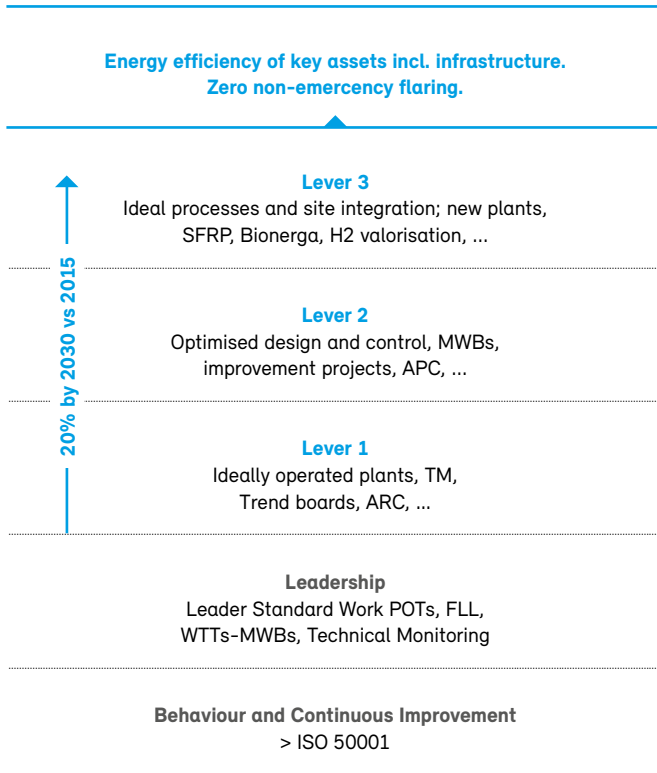 Energy efficiency of key assets incl. infrastructure.
Zero non-emercency flaring.
Lever 3
Ideal processes and site integration; new plants,
SFRP, Bionerga, H2 valorisation, ...
20% by 2030 vs 2015
Lever 2
Optimised design and control, MWBs,
improvement projects, APC, ...
Lever 1
Ideally operated plants, TM,
Trend boards, ARC, ...
Leadership
Leader Standard Work POTs, FLL,
WTTs-MWBs, Technical Monitoring
Behaviour and Continuous Improvement
> ISO 50001